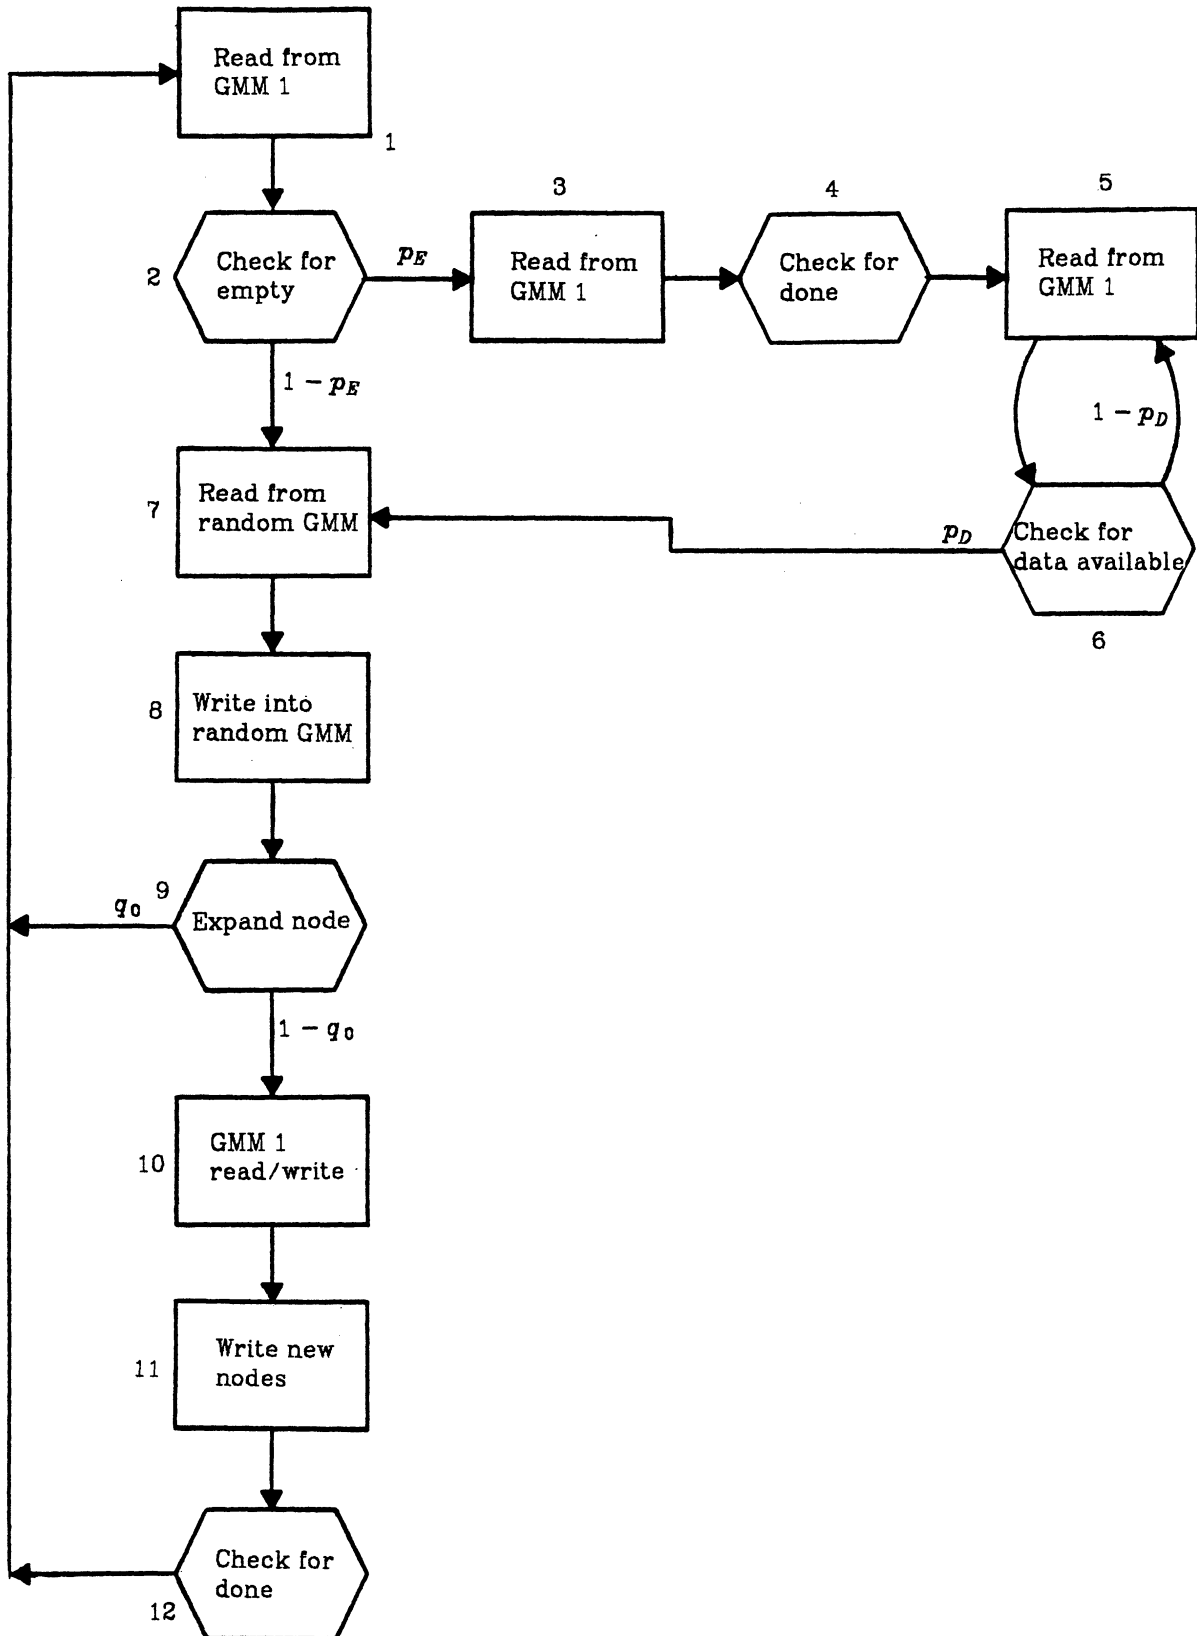 Read from
GMM 1
1
2
Check for
empty
p_E
3
Read from
GMM 1
4
Check for
done
5
Read from
GMM 1
1 − p_E
1 − p_D
7
Read from
random GMM
p_D
Check for
data available
6
8
Write into
random GMM
9
q_0
Expand node
1 − q_0
10
GMM 1
read/write
11
Write new
nodes
Check for
done
12